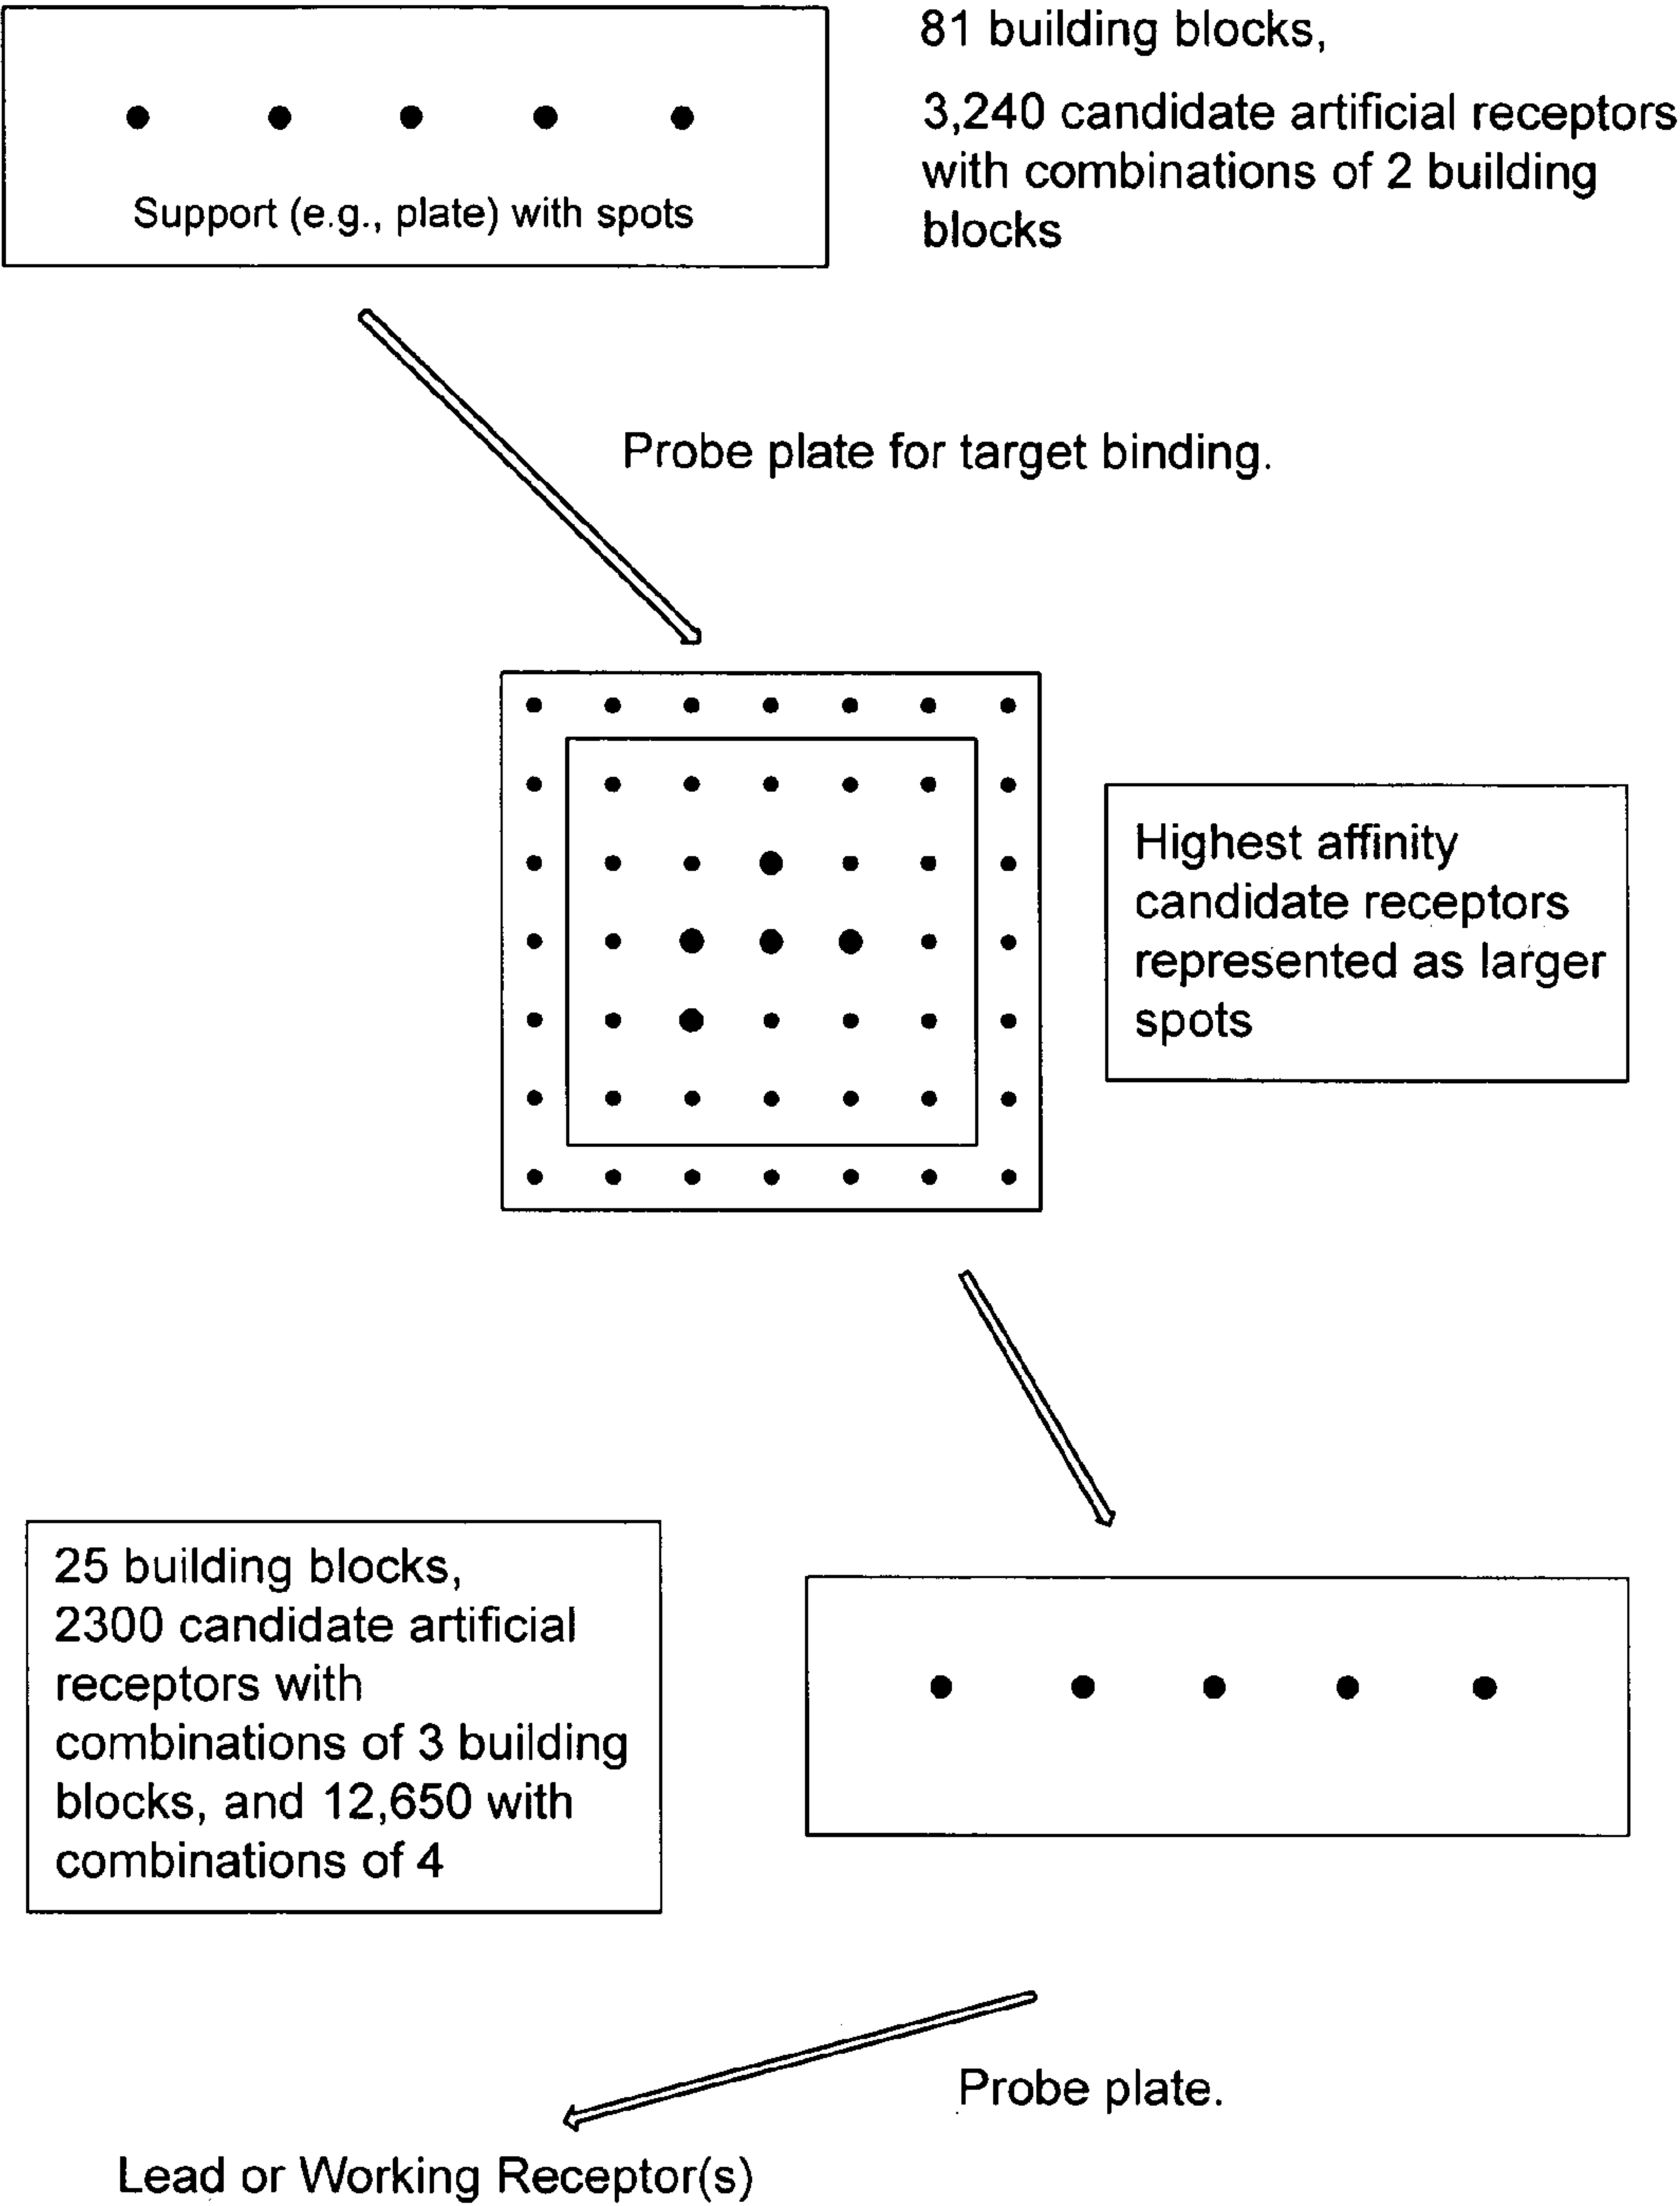 81 building blocks,
3,240 candidate artificial receptors
with combinations of 2 building
blocks
Support (e.g., plate) with spots
Probe plate for target binding.
Highest affinity
candidate receptors
represented as larger
spots
25 building blocks,
2300 candidate artificial
receptors with
combinations of 3 building
blocks, and 12,650 with
combinations of 4
Probe plate.
Lead or Working Receptor(s)